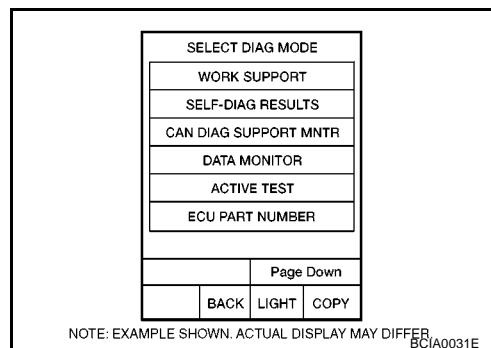 SELECT DIAG MODE
WORK SUPPORT
SELF-DIAG RESULTS
CAN DIAG SUPPORT MNTR
DATA MONITOR
ACTIVE TEST
ECU PART NUMBER
Page Down
BACK LIGHT COPY
NOTE: EXAMPLE SHOWN. ACTUAL DISPLAY MAY DIFFER.
BCIA0031E